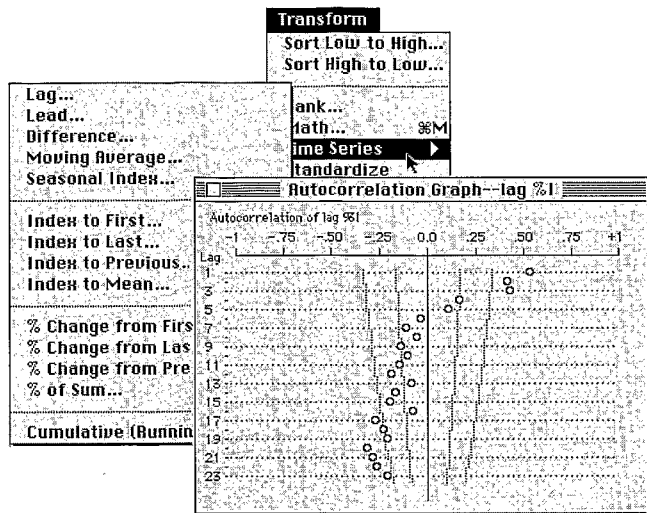 Transform
Sort Low to High...
Sort High to Low...
ank...
Math... ⌘M
ime Series
Standardize
Lag...
Lead...
Difference...
Moving Average...
Seasonal Index...
Index to First...
Index to Last...
Index to Previous..
Index to Mean...
% Change from Firs
% Change from Las
% Change from Pre
% of Sum...
Cumulative (Runnin
Autocorrelation Graph--lag %I
Autocorrelation of lag %I
-1 -.75 -.50 -.25 0.0 .25 .50 .75 +1
Lag
1
3
5
7
9
11
13
15
17
19
21
23